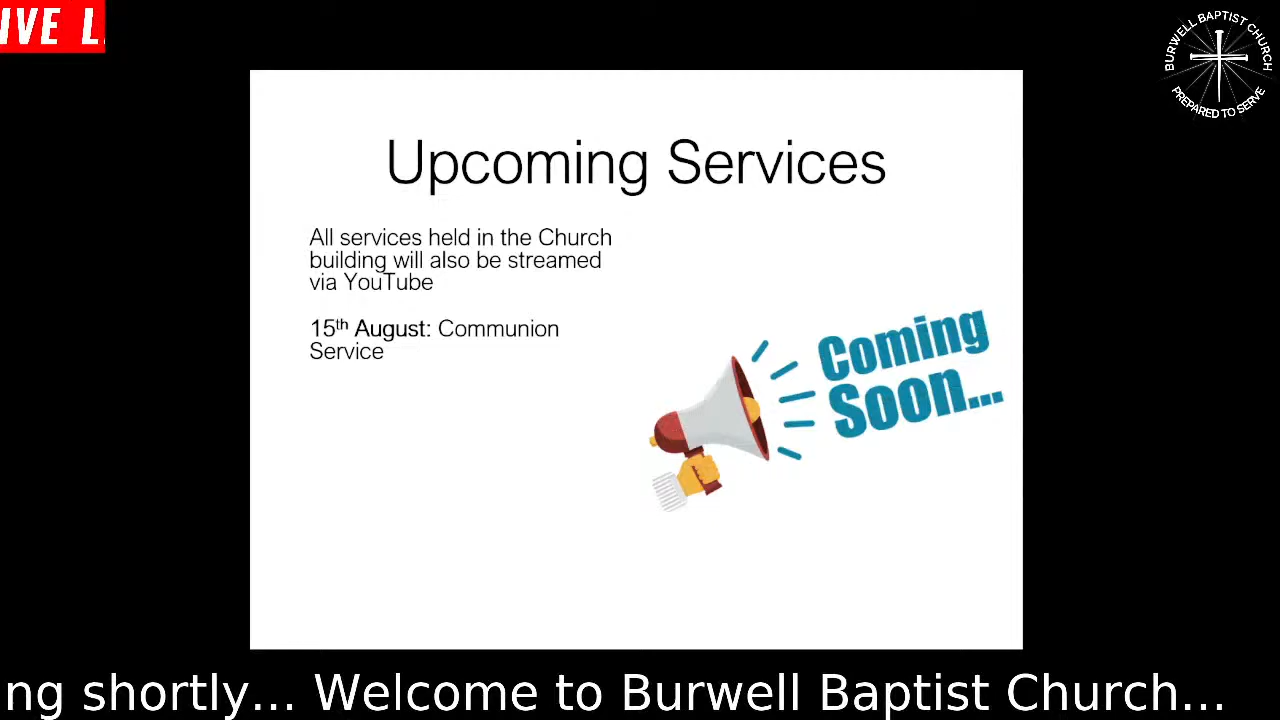 IVE L
BURWELL BAPTIST CHURCH
PREPARED TO SERVE
Upcoming Services
All services held in the Church
building will also be streamed
via YouTube
15th August: Communion
Service
Coming
Soon...
ng shortly... Welcome to Burwell Baptist Church...